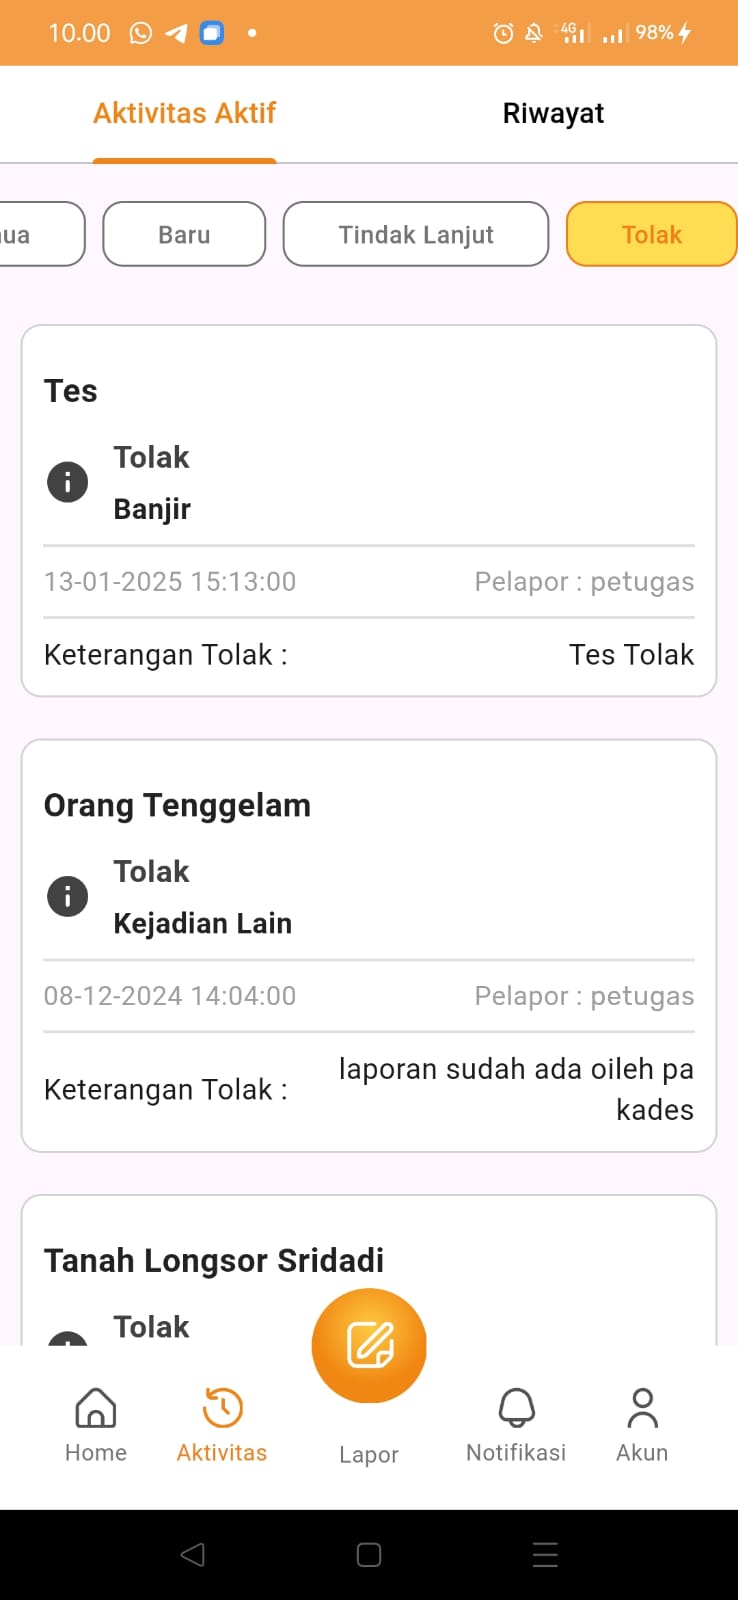 10.00
4G
98%
Aktivitas Aktif
Riwayat
Baru
Tindak Lanjut
Tolak
Tes
Tolak
Banjir
13-01-2025 15:13:00
Pelapor : petugas
Keterangan Tolak :
Tes Tolak
Orang Tenggelam
Tolak
Kejadian Lain
08-12-2024 14:04:00
Pelapor : petugas
Keterangan Tolak :
laporan sudah ada oileh pa
kades
Tanah Longsor Sridadi
Tolak
Home
Aktivitas
Lapor
Notifikasi
Akun